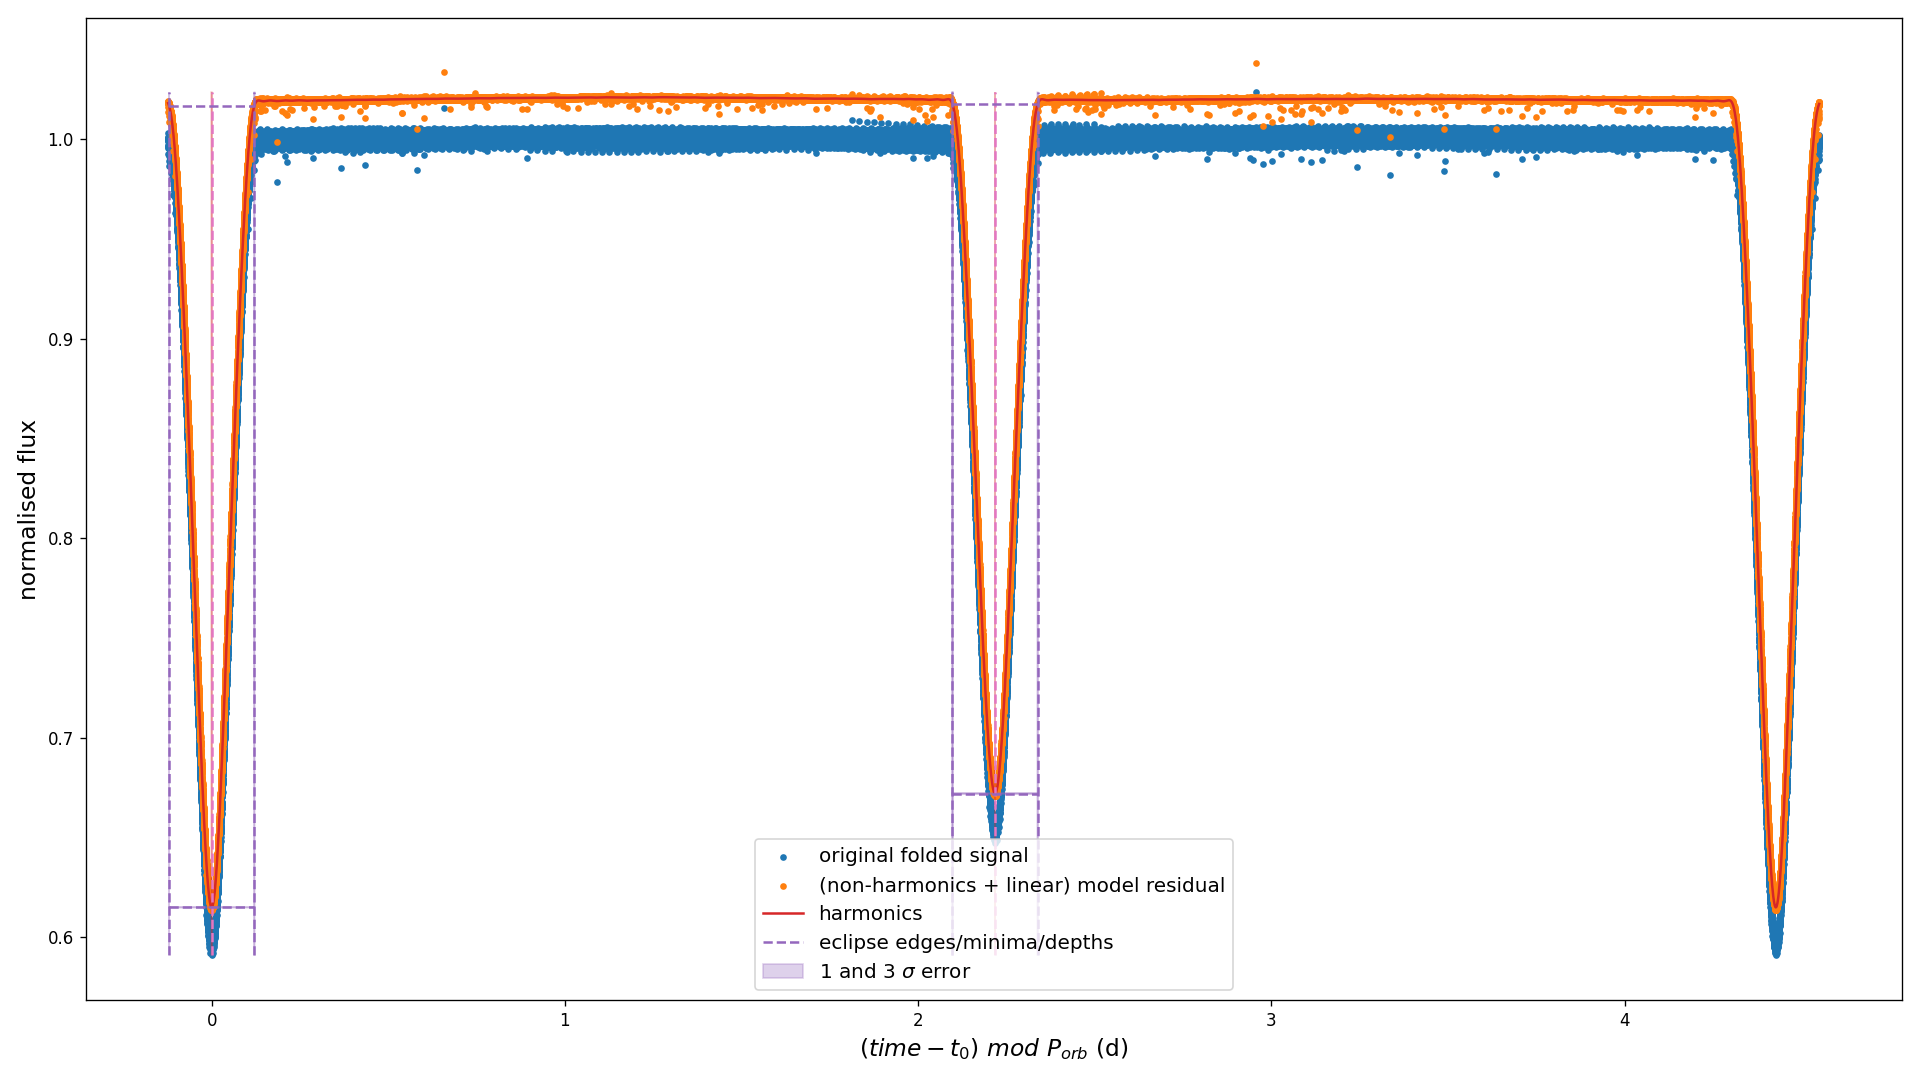 1.0
0.9
0.8
0.7
0.6
normalised flux
original folded signal
(non-harmonics + linear) model residual
harmonics
eclipse edges/minima/depths
1 and 3 σ error
0 1 2 3 4
(time − t₀) mod Pₒᵣb (d)